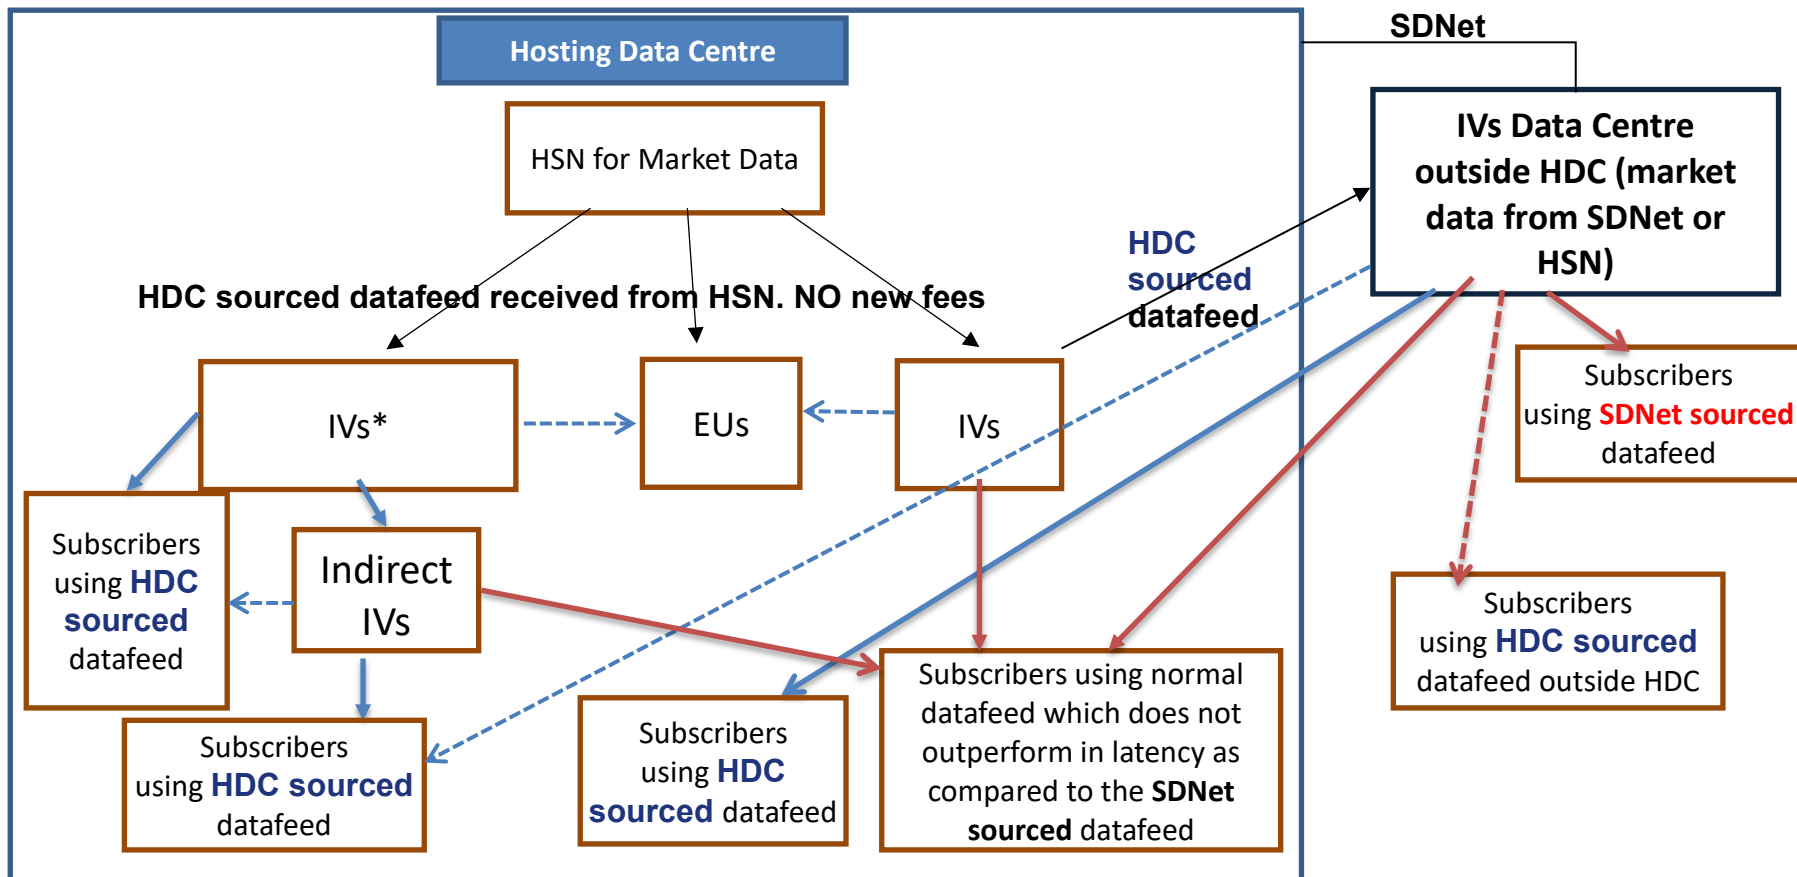 SDNet
Hosting Data Centre
HSN for Market Data
IVs Data Centre
outside HDC (market
data from SDNet or
HSN)
HDC
sourced
datafeed
HDC sourced datafeed received from HSN. NO new fees
IVs*
EUs
IVs
Subscribers
using SDNet sourced
datafeed
Subscribers
using HDC
sourced
datafeed
Indirect
IVs
Subscribers
using HDC sourced
datafeed outside HDC
Subscribers
using HDC sourced
datafeed
Subscribers
using HDC
sourced datafeed
Subscribers using normal
datafeed which does not
outperform in latency as
compared to the SDNet
sourced datafeed